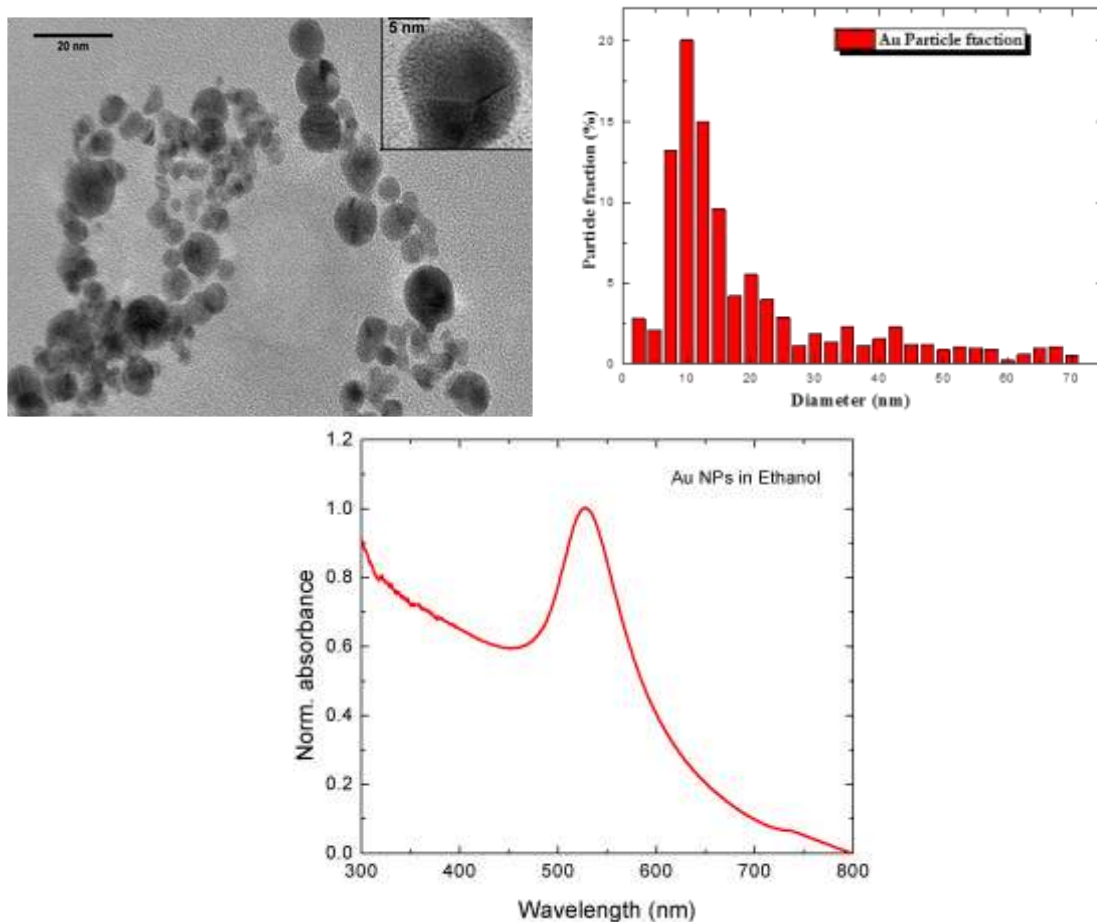 20 nm
5 nm
Au Particle ftaction
20
15
10
5
0
Particle fraction (%)
0 10 20 30 40 50 60 70
Diameter (nm)
1.2
1.0
0.8
0.6
0.4
0.2
0.0
Au NPs in Ethanol
Norm. absorbance
300 400 500 600 700 800
Wavelength (nm)